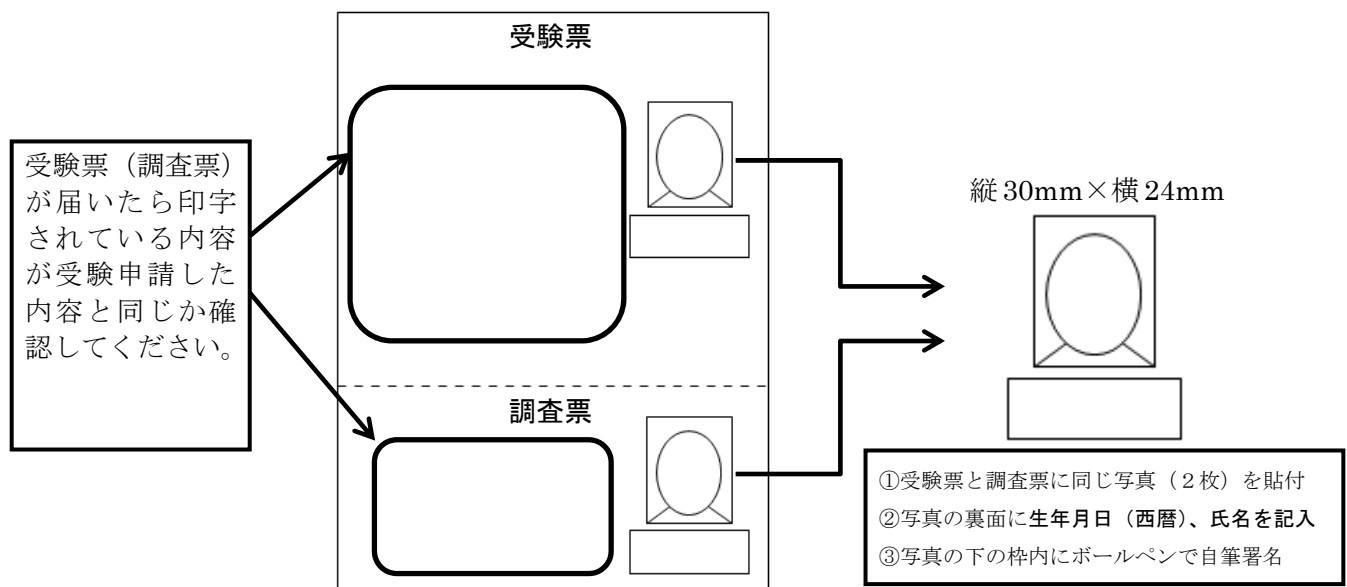 受験票
受験票（調査票）
が届いたら印字
されている内容
が受験申請した
内容と同じか確
認してください。
縦30mm×横24mm
調査票
①受験票と調査票に同じ写真（２枚）を貼付
②写真の裏面に生年月日（西暦）、氏名を記入
③写真の下の枠内にボールペンで自筆署名